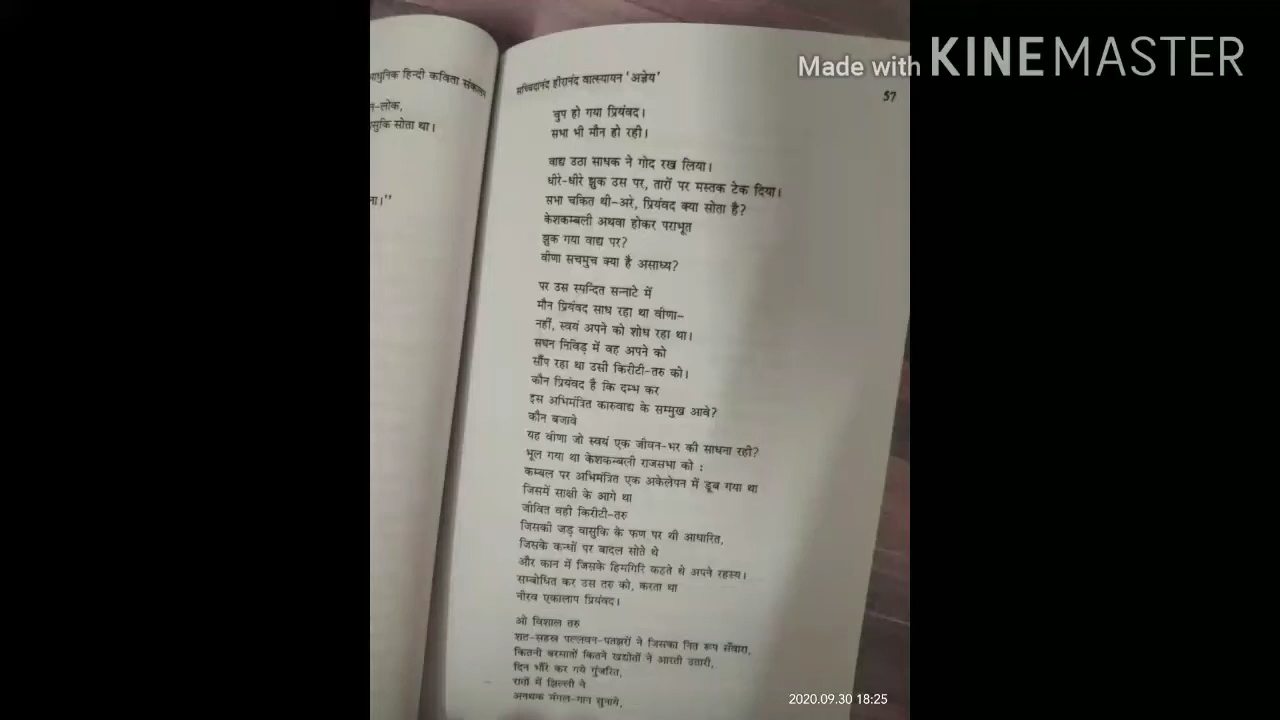 आधुनिक हिन्दी कविता संकलन
-लोक,
सुकि सोता था।
ना।"
सच्चिदानंद हीरानंद वात्स्यायन 'अज्ञेय'
57
चुप हो गया प्रियंवद।
सभा भी मौन हो रही।
वाद्य उठा साधक ने गोद रख लिया।
धीरे-धीरे झुक उस पर, तारों पर मस्तक टेक दिया।
सभा चकित थी-अरे, प्रियंवद क्या सोता है?
केशकम्बली अथवा होकर पराभूत
झुक गया वाद्य पर?
वीणा सचमुच क्या है असाध्य?
पर उस स्पन्दित सन्नाटे में
मौन प्रियंवद साध रहा था वीणा-
नहीं, स्वयं अपने को शोध रहा था।
सघन निविड़ में वह अपने को
सौंप रहा था उसी किरीटी-तरु को।
कौन प्रियंवद है कि दम्भ कर
इस अभिमंत्रित कारुवाद्य के सम्मुख आवे?
कौन बजावे
यह वीणा जो स्वयं एक जीवन-भर की साधना रही?
भूल गया था केशकम्बली राजसभा को :
कम्बल पर अभिमंत्रित एक अकेलेपन में डूब गया था
जिसमें साक्षी के आगे था
जीवित वही किरीटी-तरु
जिसकी जड़ वासुकि के फण पर थी आधारित,
जिसके कन्धों पर बादल सोते थे
और कान में जिसके हिमगिरि कहते थे अपने रहस्य।
सम्बोधित कर उस तरु को, करता था
नीरव एकालाप प्रियंवद।
ओ विशाल तरु
शत-सहस्र पल्लवन-पतझरों ने जिसका नित रूप सँवारा,
कितनी बरसातों कितने खद्योतों ने आरती उतारी,
दिन भौंरे कर गये गुंजरित,
रातों में झिल्ली ने
अनथक मंगल-गान सुनाये,
Made with KINEMASTER
2020.09.30 18:25